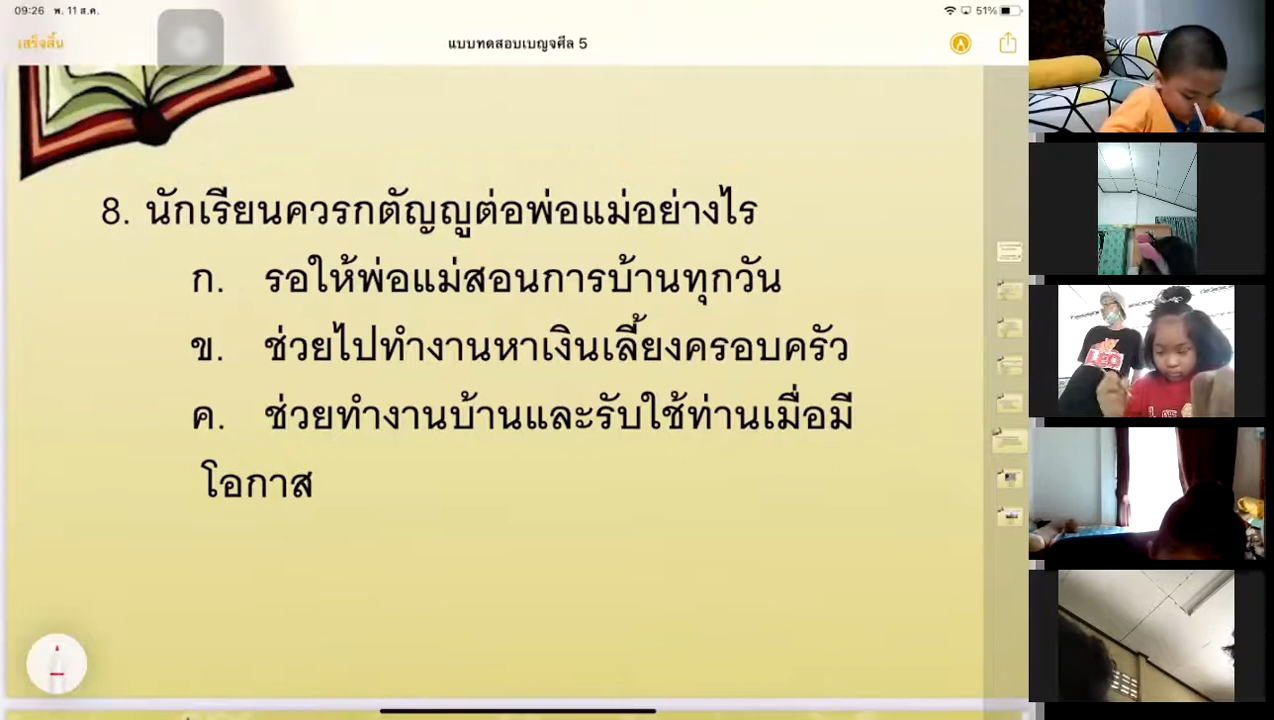 09:26 พ. 11 ส.ค.
51%
เสร็จสิ้น
แบบทดสอบเบญจศีล 5
8. นักเรียนควรกตัญญูต่อพ่อแม่อย่างไร
ก. รอให้พ่อแม่สอนการบ้านทุกวัน
ข. ช่วยไปทำงานหาเงินเลี้ยงครอบครัว
ค. ช่วยทำงานบ้านและรับใช้ท่านเมื่อมี
โอกาส
LEO